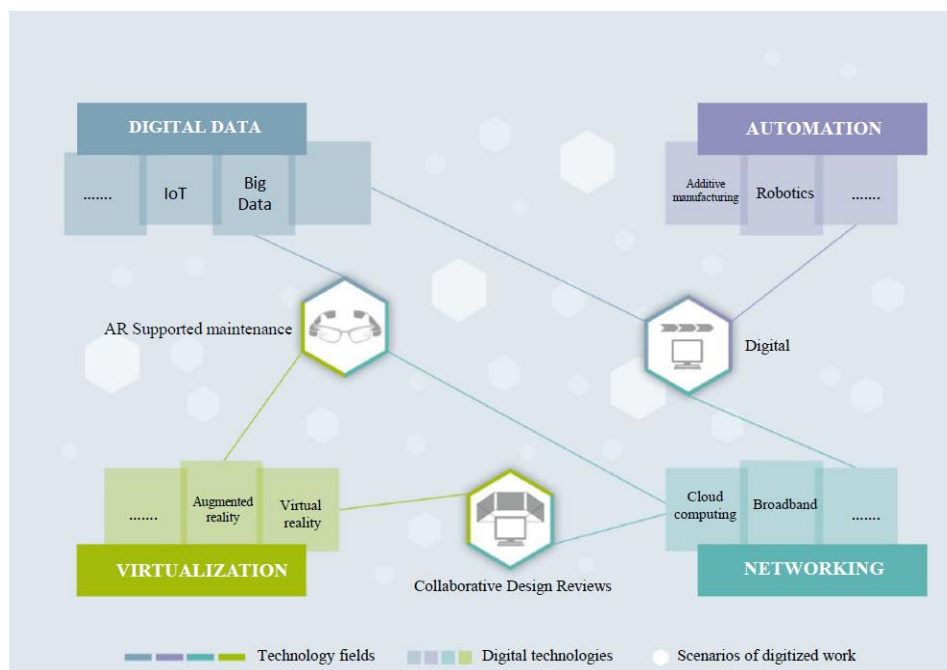 DIGITAL DATA
.......
IoT
Big
Data
AUTOMATION
Additive
manufacturing
Robotics
.......
AR Supported maintenance
Digital
.......
Augmented
reality
Virtual
reality
VIRTUALIZATION
Collaborative Design Reviews
Cloud
computing
Broadband
.......
NETWORKING
Technology fields
Digital technologies
Scenarios of digitized work